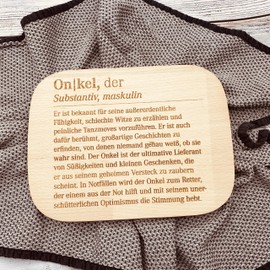 On|kel, der
Substantiv, maskulin
Er ist bekannt für seine außerordentliche
Fähigkeit, schlechte Witze zu erzählen und
peinliche Tanzmoves vorzuführen. Er ist auch
dafür berühmt, großartige Geschichten zu
erfinden, von denen niemand genau weiß, ob sie
wahr sind. Der Onkel ist der ultimative Lieferant
von Süßigkeiten und kleinen Geschenken, die
er aus seinem geheimen Versteck zu zaubern
scheint. In Notfällen wird der Onkel zum Retter,
der einem aus der Not hilft und mit seinem uner-
schütterlichen Optimismus die Stimmung hebt.